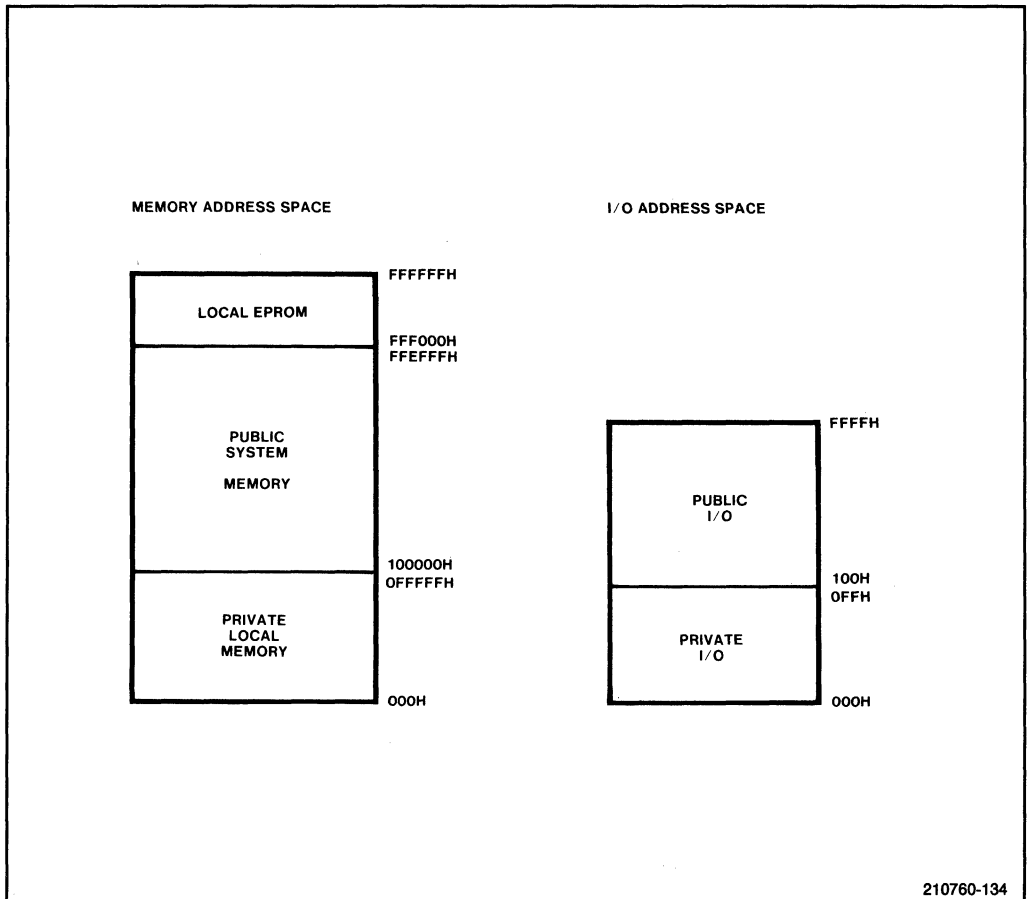 MEMORY ADDRESS SPACE
FFFFFFH
LOCAL EPROM
FFF000H
FFEFFFH
PUBLIC
SYSTEM
MEMORY
100000H
0FFFFFH
PRIVATE
LOCAL
MEMORY
000H
I/O ADDRESS SPACE
FFFFH
PUBLIC
I/O
100H
0FFH
PRIVATE
I/O
000H
210760-134